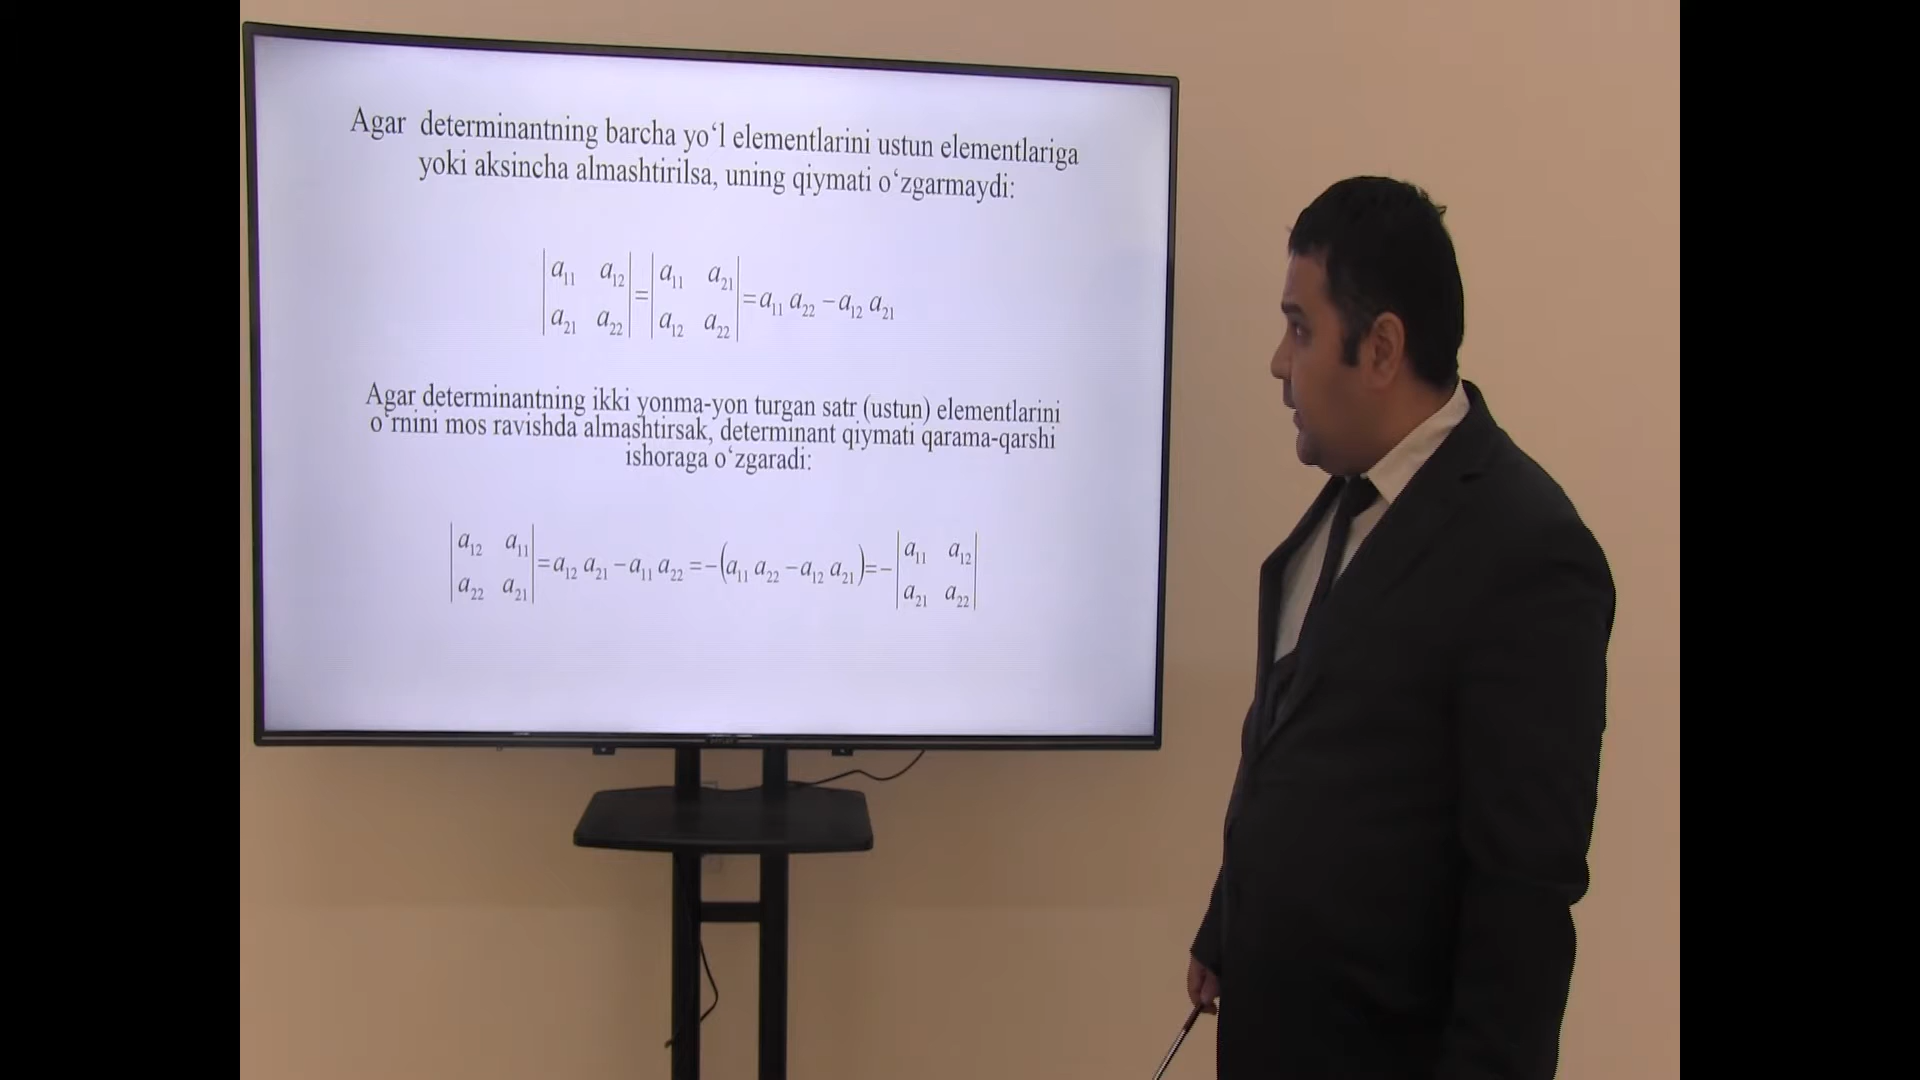 Agar determinantning barcha yo‘l elementlarini ustun elementlariga
yoki aksincha almashtirilsa, uning qiymati o‘zgarmaydi:
| a₁₁ a₁₂ | = | a₁₁ a₂₁ | = a₁₁ a₂₂ − a₁₂ a₂₁
| a₂₁ a₂₂ | | a₁₂ a₂₂ |
Agar determinantning ikki yonma-yon turgan satr (ustun) elementlarini
o‘rnini mos ravishda almashtirsak, determinant qiymati qarama-qarshi
ishoraga o‘zgaradi:
| a₁₂ a₁₁ | = a₁₂ a₂₁ − a₁₁ a₂₂ = −(a₁₁ a₂₂ − a₁₂ a₂₁) = − | a₁₁ a₁₂ |
| a₂₂ a₂₁ | | a₂₁ a₂₂ |